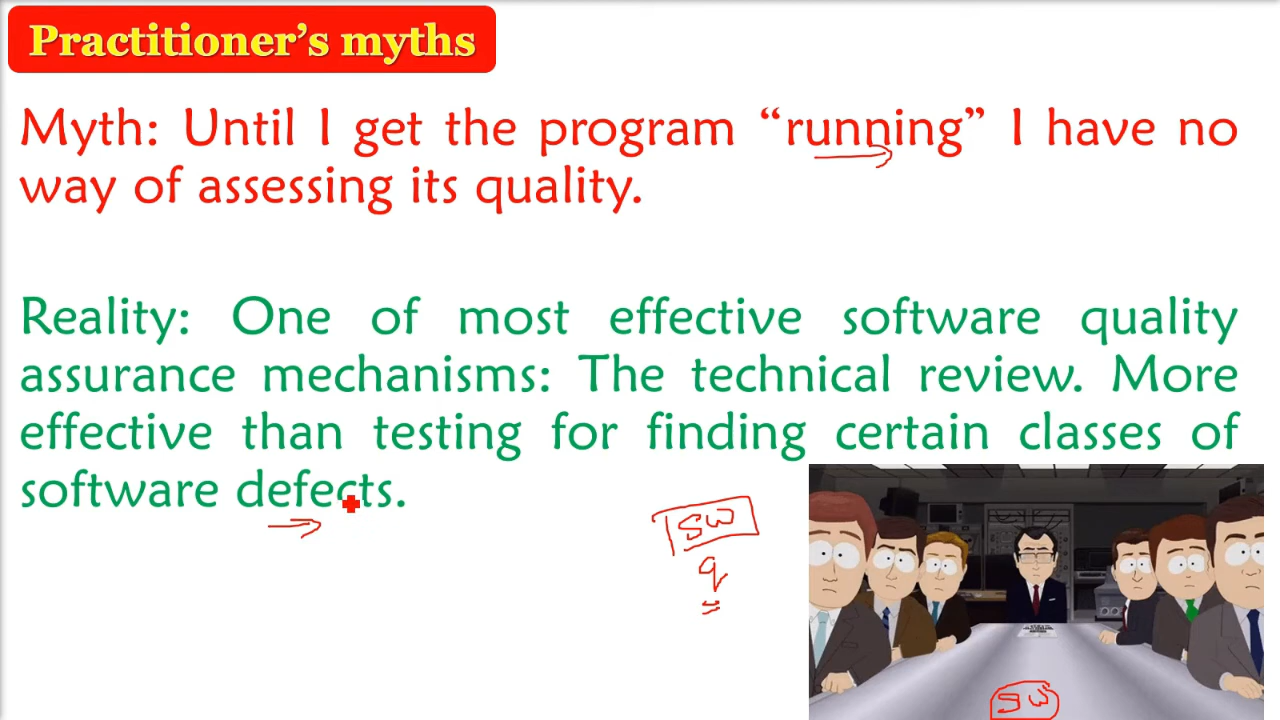 Practitioner's myths
Myth: Until I get the program “running” I have no
way of assessing its quality.
Reality: One of most effective software quality
assurance mechanisms: The technical review. More
effective than testing for finding certain classes of
software defects.
SW
q
SW